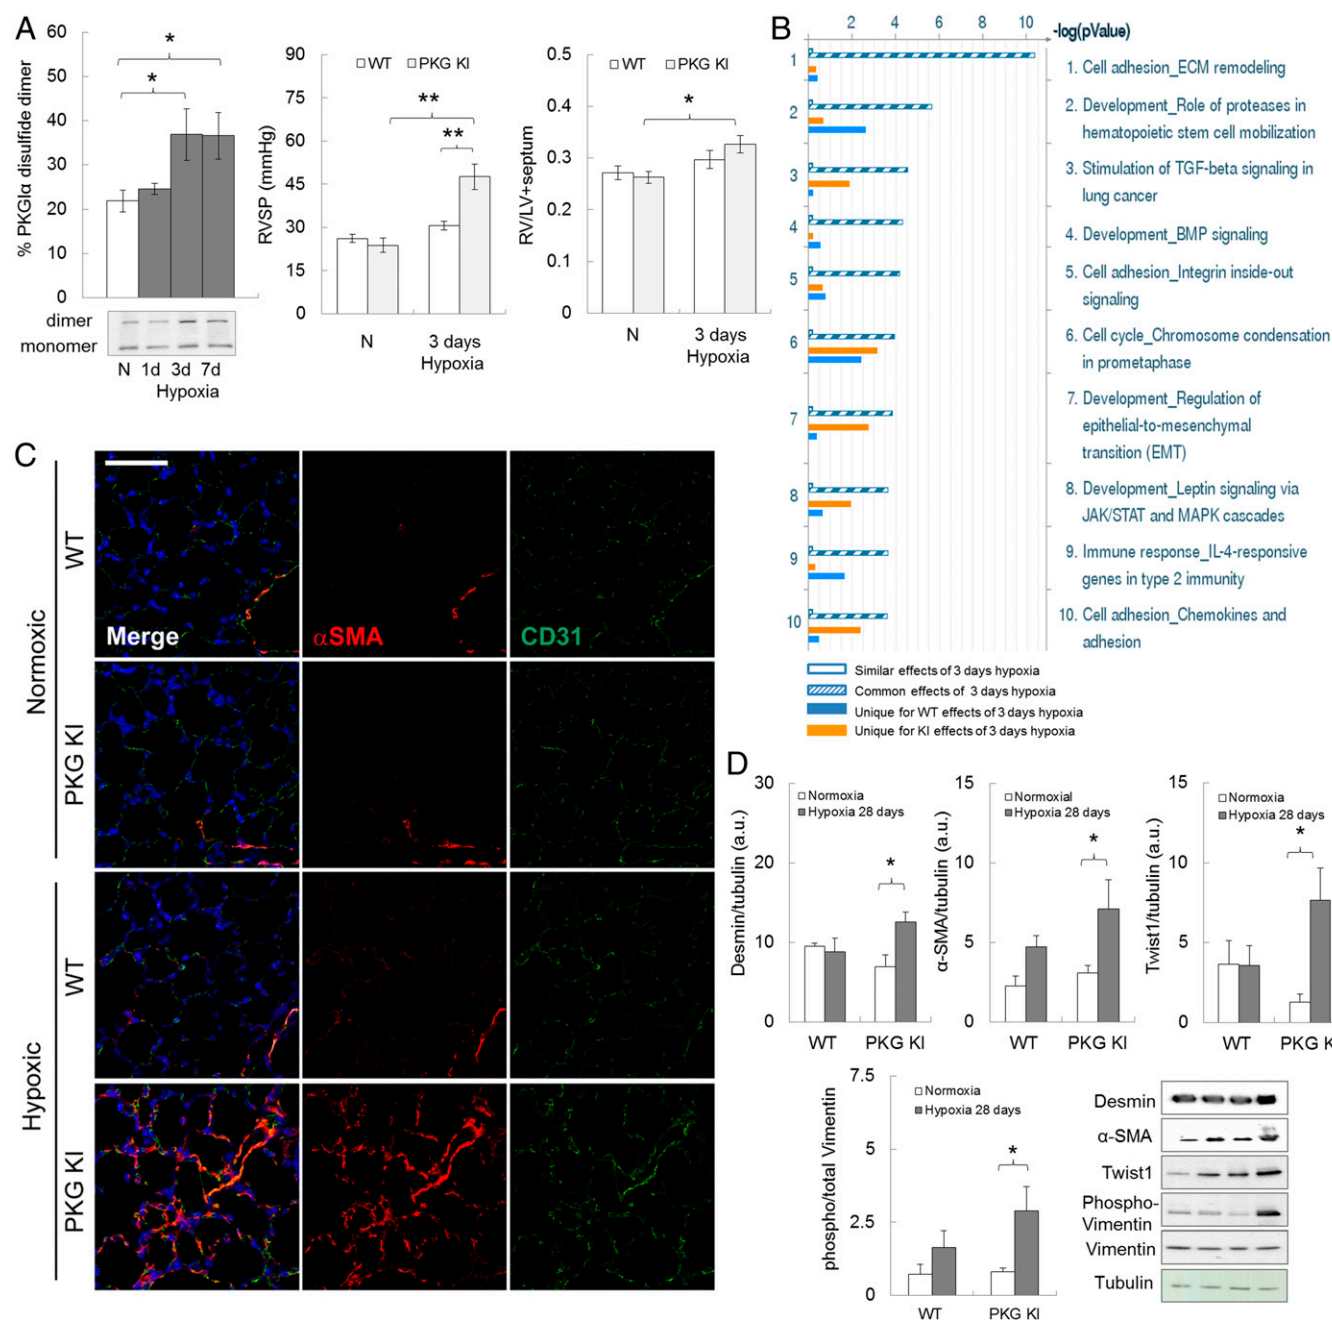 A
% PKGIα disulfide dimer
60
50
40
30
20
10
0
*
*
dimer
monomer
N 1d 3d 7d
Hypoxia
RVSP (mmHg)
90
75
60
45
30
15
0
WT PKG KI
**
**
N 3 days
Hypoxia
RV/LV+septum
0.5
0.4
0.3
0.2
0.1
0
WT PKG KI
*
N 3 days
Hypoxia
B
2 4 6 8 10 -log(pValue)
1
2
3
4
5
6
7
8
9
10
1. Cell adhesion_ECM remodeling
2. Development_Role of proteases in
hematopoietic stem cell mobilization
3. Stimulation of TGF-beta signaling in
lung cancer
4. Development_BMP signaling
5. Cell adhesion_Integrin inside-out
signaling
6. Cell cycle_Chromosome condensation
in prometaphase
7. Development_Regulation of
epithelial-to-mesenchymal
transition (EMT)
8. Development_Leptin signaling via
JAK/STAT and MAPK cascades
9. Immune response_IL-4-responsive
genes in type 2 immunity
10. Cell adhesion_Chemokines and
adhesion
Similar effects of 3 days hypoxia
Common effects of 3 days hypoxia
Unique for WT effects of 3 days hypoxia
Unique for KI effects of 3 days hypoxia
C
Normoxic
WT
PKG KI
Hypoxic
WT
PKG KI
Merge
αSMA
CD31
D
Desmin/tubulin (a.u.)
30
20
10
0
Normoxia
Hypoxia 28 days
*
WT PKG KI
α-SMA/tubulin (a.u.)
15
10
5
0
Normoxial
Hypoxia 28 days
*
WT PKG KI
Twist1/tubulin (a.u.)
15
10
5
0
Normoxia
Hypoxia 28 days
*
WT PKG K
phospho/total Vimentin
7.5
5
2.5
0
Normoxia
Hypoxia 28 days
*
WT PKG KI
Desmin
α-SMA
Twist1
Phospho-
Vimentin
Vimentin
Tubulin